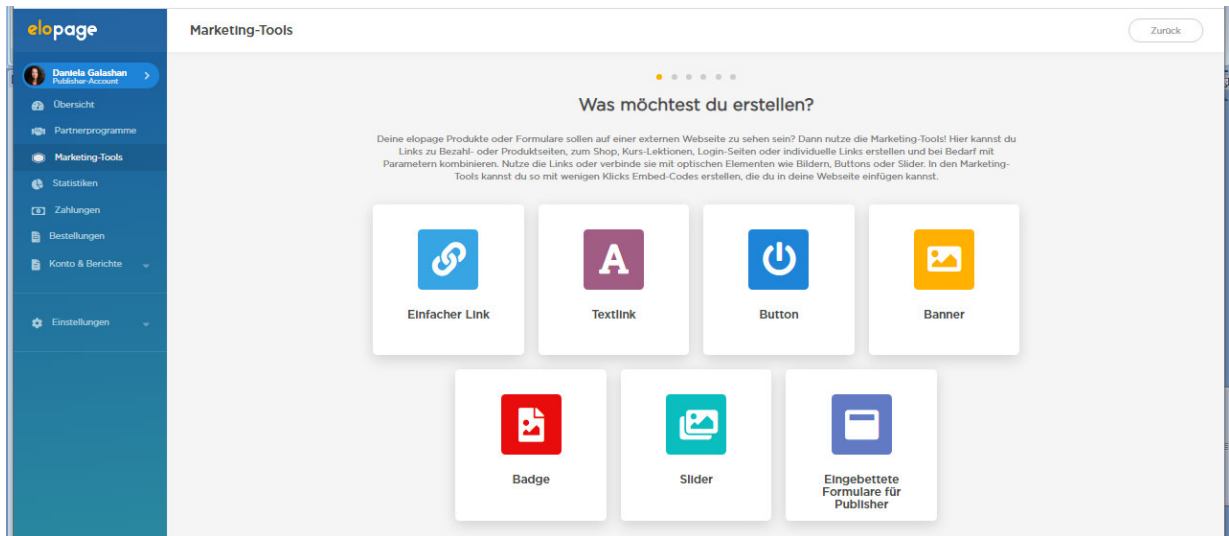 elopage
Marketing-Tools
Zurück
Daniela Galashan
Publisher-Account
Übersicht
Partnerprogramme
Marketing-Tools
Statistiken
Zahlungen
Bestellungen
Konto & Berichte
Einstellungen
Was möchtest du erstellen?
Deine elopage Produkte oder Formulare sollen auf einer externen Webseite zu sehen sein? Dann nutze die Marketing-Tools! Hier kannst du
Links zu Bezahl- oder Produktseiten, zum Shop, Kurs-Lektionen, Login-Seiten oder individuelle Links erstellen und bei Bedarf mit
Parametern kombinieren. Nutze die Links oder verbinde sie mit optischen Elementen wie Bildern, Buttons oder Slider. In den Marketing-
Tools kannst du so mit wenigen Klicks Embed-Codes erstellen, die du in deine Webseite einfügen kannst.
A
Einfacher Link
Textlink
Button
Banner
Badge
Slider
Eingebettete
Formulare für
Publisher